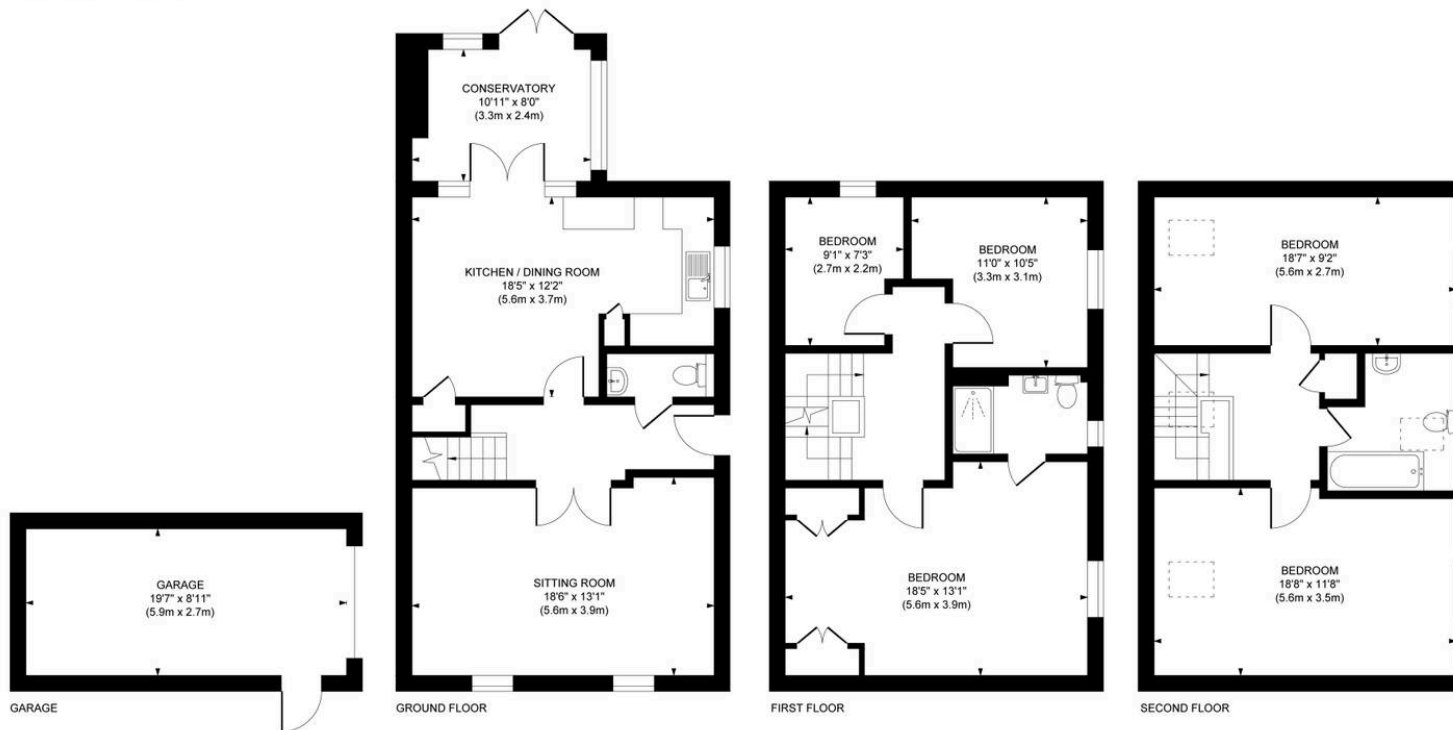 CONSERVATORY
10'11" x 8'0"
(3.3m x 2.4m)
KITCHEN / DINING ROOM
18'5" x 12'2"
(5.6m x 3.7m)
SITTING ROOM
18'6" x 13'1"
(5.6m x 3.9m)
GARAGE
19'7" x 8'11"
(5.9m x 2.7m)
GARAGE
GROUND FLOOR
BEDROOM
9'1" x 7'3"
(2.7m x 2.2m)
BEDROOM
11'0" x 10'5"
(3.3m x 3.1m)
BEDROOM
18'5" x 13'1"
(5.6m x 3.9m)
FIRST FLOOR
BEDROOM
18'7" x 9'2"
(5.6m x 2.7m)
BEDROOM
18'8" x 11'8"
(5.6m x 3.5m)
SECOND FLOOR